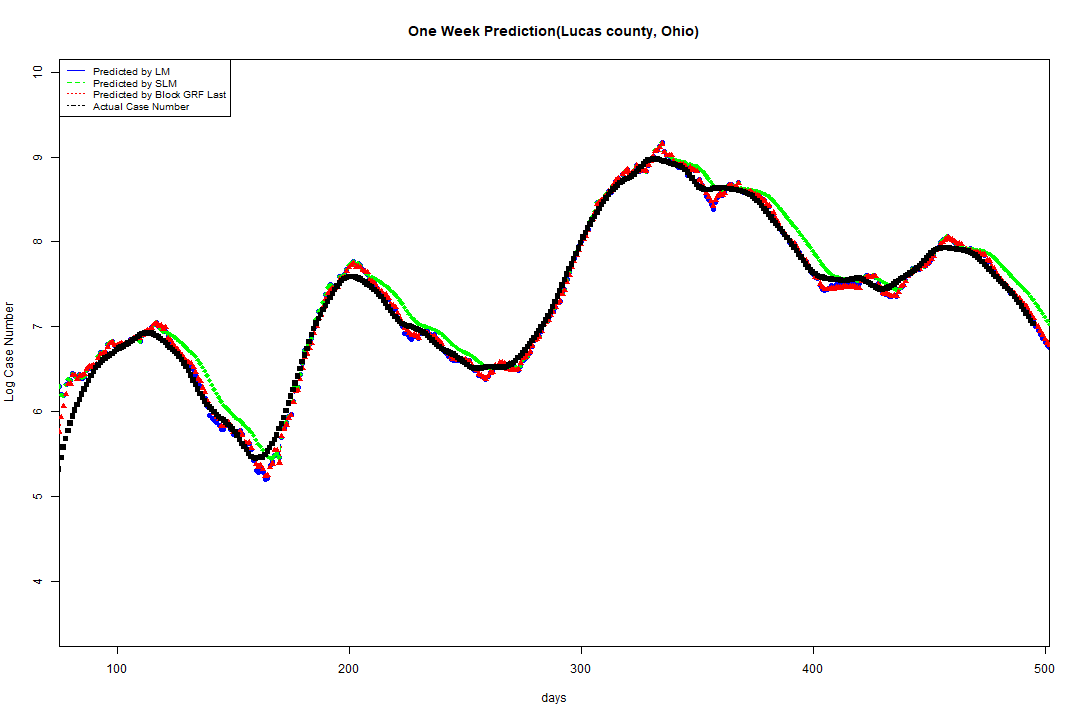 One Week Prediction(Lucas county, Ohio)
Predicted by LM
Predicted by SLM
Predicted by Block GRF Last
Actual Case Number
10
9
8
7
6
5
4
Log Case Number
100 200 300 400 500
days